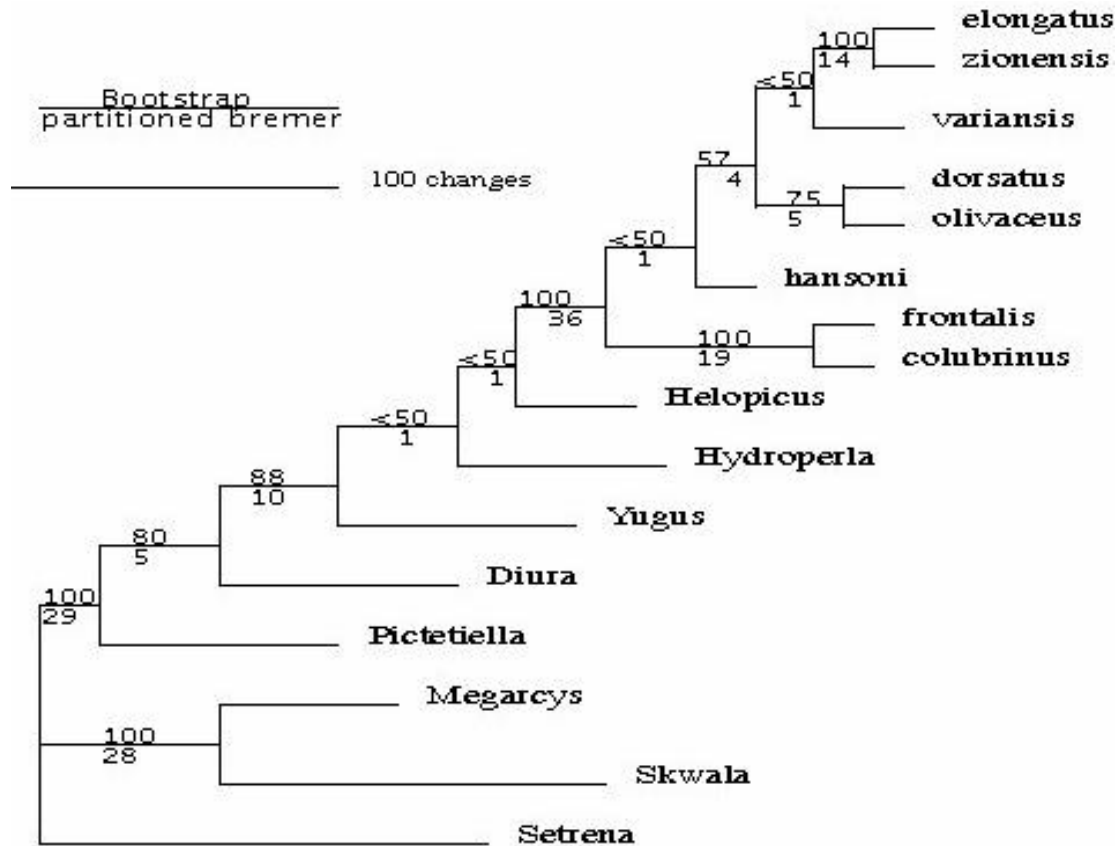 elongatus
100
14
zionensis
<50
1
variansis
Bootstrap
partitioned bremer
100 changes
57
4
dorsatus
75
5
olivaceus
<50
1
hansoni
100
36
frontalis
100
19
colubrinus
<50
1
Helopicus
<50
1
Hydroperla
88
10
Yugus
80
5
Diura
100
29
Pictetiella
Megarcys
100
28
Skwala
Setrena